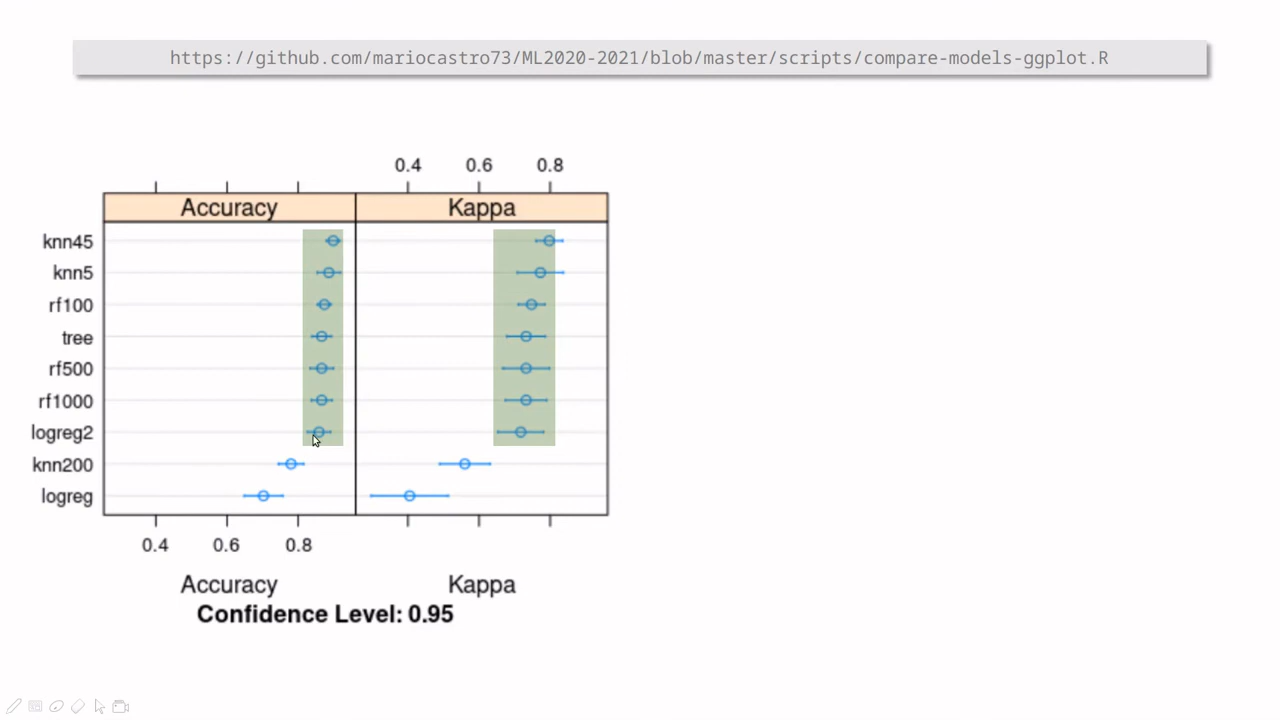 https://github.com/mariocastro73/ML2020-2021/blob/master/scripts/compare-models-ggplot.R
0.4 0.6 0.8
Accuracy Kappa
knn45
knn5
rf100
tree
rf500
rf1000
logreg2
knn200
logreg
0.4 0.6 0.8
Accuracy Kappa
Confidence Level: 0.95